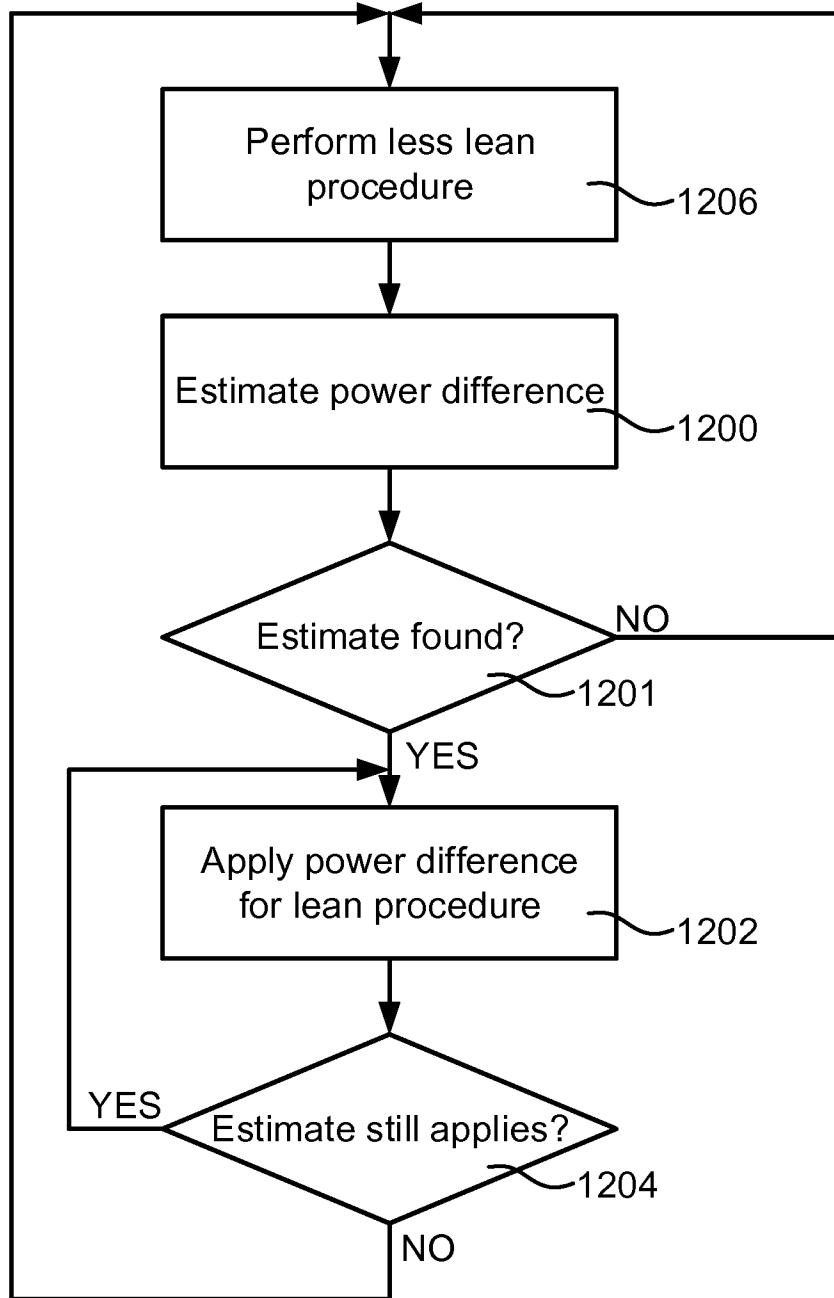 Perform less lean
procedure
1206
Estimate power difference
1200
Estimate found?
NO
1201
YES
Apply power difference
for lean procedure
1202
YES
Estimate still applies?
1204
NO